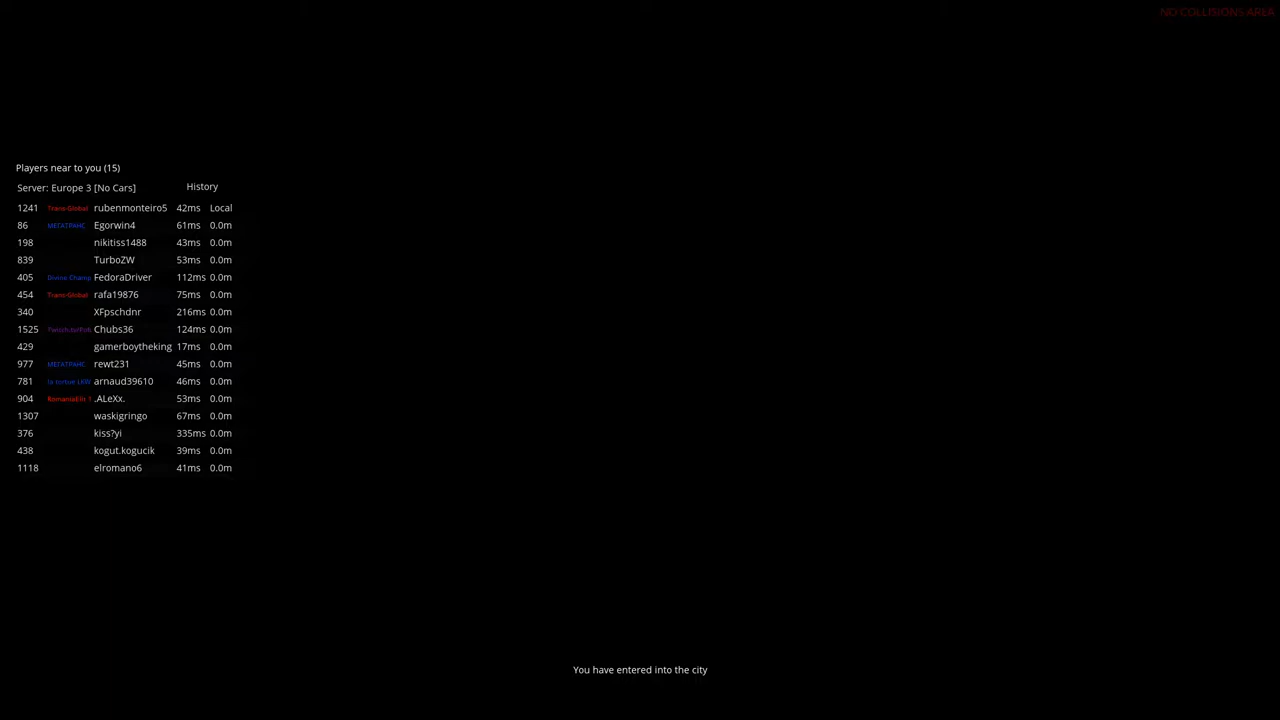 NO COLLISIONS AREA
Players near to you (15)
Server: Europe 3 [No Cars] History
1241 Trans-Global rubenmonteiro5 42ms Local
86 МЕГАТРАНС Egorwin4 61ms 0.0m
198 nikitiss1488 43ms 0.0m
839 TurboZW 53ms 0.0m
405 Divine Champ FedoraDriver 112ms 0.0m
454 Trans-Global rafa19876 75ms 0.0m
340 XFpschdnr 216ms 0.0m
1525 Chubs36 124ms 0.0m
429 gamerboytheking 17ms 0.0m
977 МЕГАТРАНС rewt231 45ms 0.0m
781 arnaud39610 46ms 0.0m
904 .ALeXx. 53ms 0.0m
1307 waskigringo 67ms 0.0m
376 kiss?yi 335ms 0.0m
438 kogut.kogucik 39ms 0.0m
1118 elromano6 41ms 0.0m
You have entered into the city